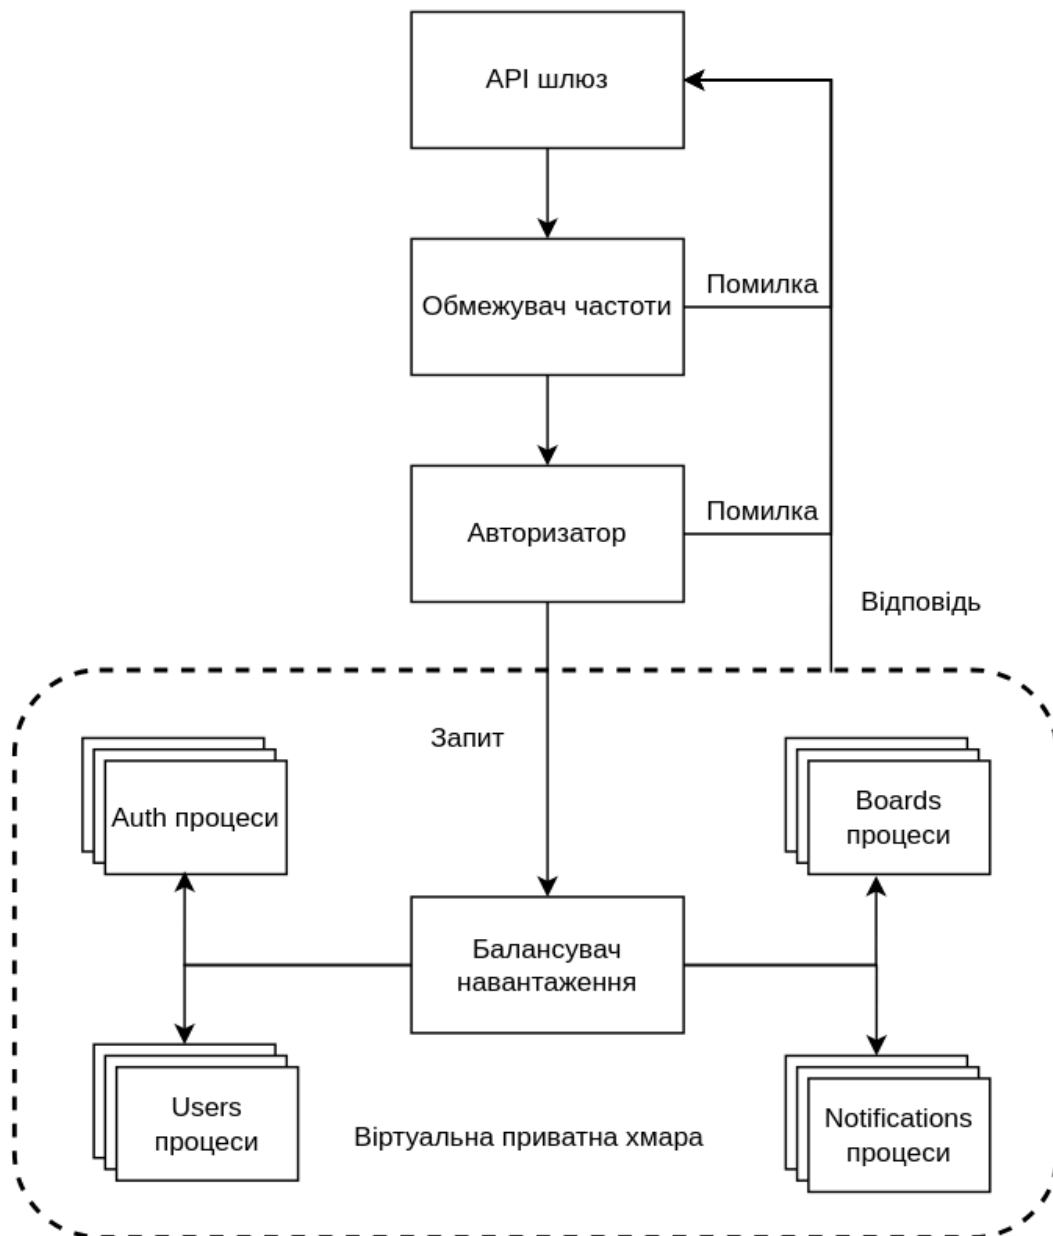 API шлюз
Обмежувач частоти
Помилка
Авторизатор
Помилка
Відповідь
Запит
Auth процеси
Boards
процеси
Балансувач
навантаження
Users
процеси
Віртуальна приватна хмара
Notifications
процеси